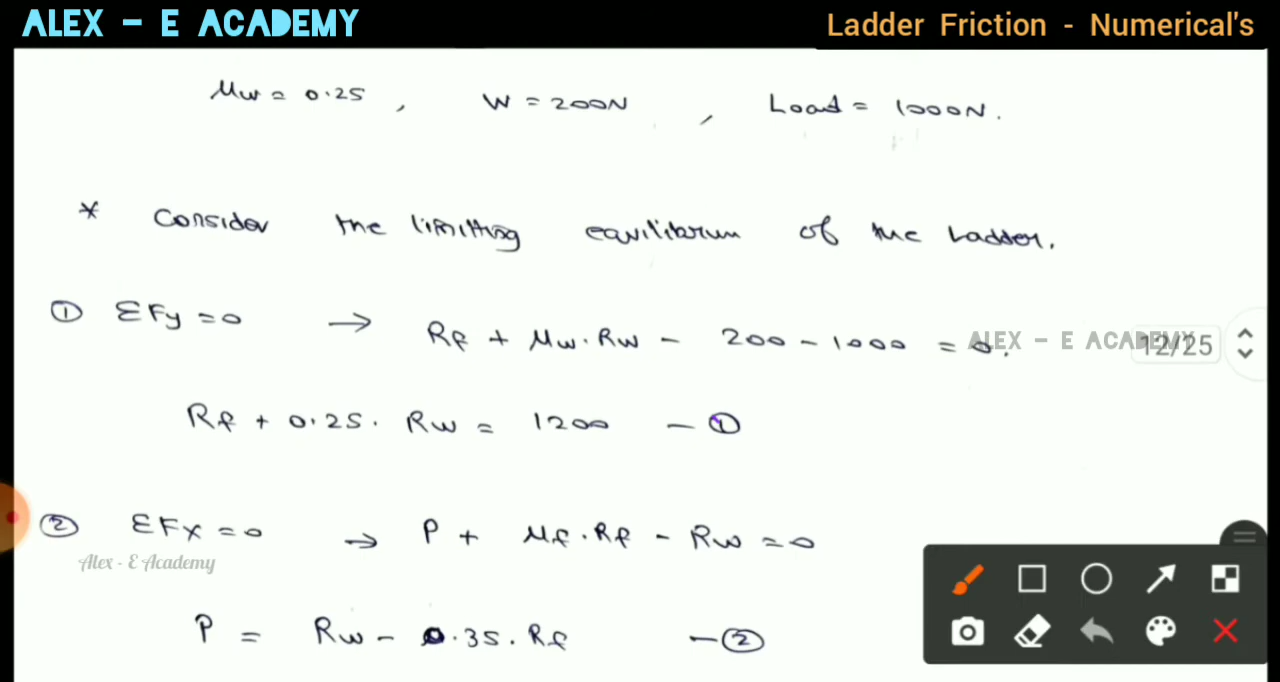 ALEX - E ACADEMY
Ladder Friction - Numerical's
μw = 0.25 , W = 200N , Load = 1000N.
* Consider the limitting equilibrium of the Ladder.
① ΣFy = 0 → Rf + μw. Rw - 200 - 1000 = 0.
ALEX - E ACADEMY
12/25
Rf + 0.25. Rw = 1200 - ①
② ΣFx = 0 → P + μf. Rf - Rw = 0
Alex - E Academy
P = Rw - 0.35. Rf - ②